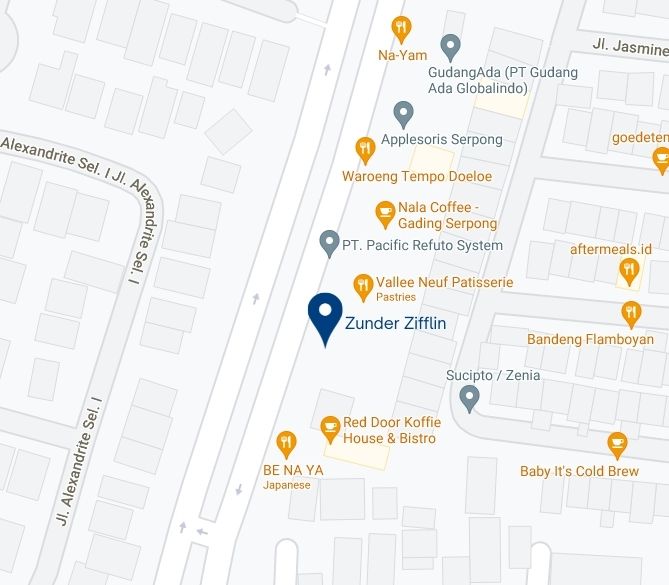 Na-Yam
Jl. Jasmine
GudangAda (PT Gudang
Ada Globalindo)
Applesoris Serpong
goedeten
Alexandrite Sel. I Jl. Alexandrite Sel. I
Waroeng Tempo Doeloe
Nala Coffee -
Gading Serpong
PT. Pacific Refuto System
aftermeals.id
Vallee Neuf Patisserie
Pastries
Zunder Zifflin
Bandeng Flamboyan
Sucipto / Zenia
Jl. Alexandrite Sel. I
Red Door Koffie
House & Bistro
BE NA YA
Japanese
Baby It's Cold Brew